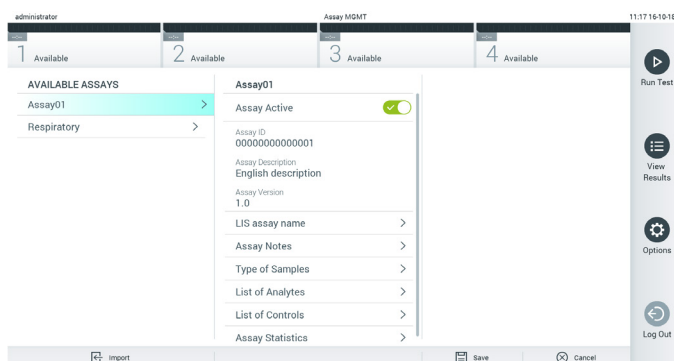 administrator Assay MGMT 11:17 16-10-18
1 Available 2 Available 3 Available 4 Available
Run Test
AVAILABLE ASSAYS
Assay01
Respiratory
Assay01
Assay Active
Assay ID
00000000000001
Assay Description
English description
Assay Version
1.0
LIS assay name
Assay Notes
Type of Samples
List of Analytes
List of Controls
Assay Statistics
View
Results
Options
Log Out
Import Save Cancel